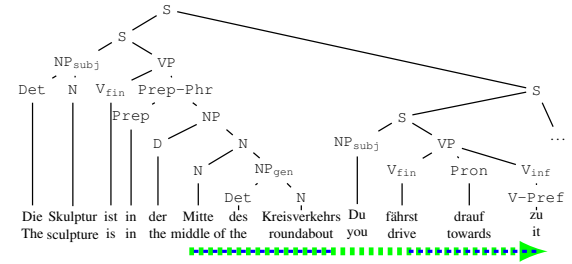 S
S S
NPsubj VP
Det N Vfin Prep-Phr S ...
Prep NP NPsubj VP
D N Vfin Pron Vinf
N NPgen V-Pref
Det N
Die Skulptur ist in der Mitte des Kreisverkehrs Du fährst drauf zu
The sculpture is in the middle of the roundabout you drive towards it